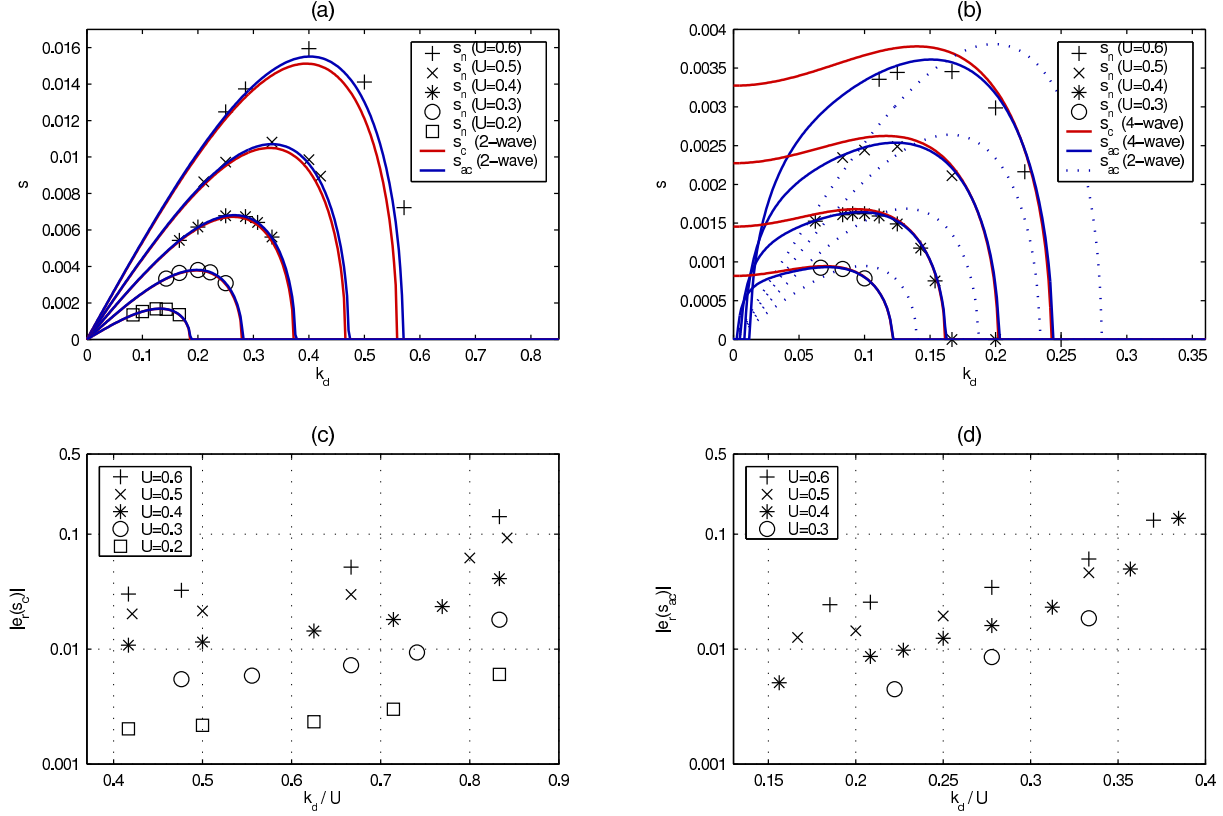 (a)
s
0.016
0.014
0.012
0.01
0.008
0.006
0.004
0.002
0
0 0.1 0.2 0.3 0.4 0.5 0.6 0.7 0.8
k_d
s_n (U=0.6)
s_n (U=0.5)
s_n (U=0.4)
s_n (U=0.3)
s_n (U=0.2)
s_c (2-wave)
s_ac (2-wave)
(b)
s
0.004
0.0035
0.003
0.0025
0.002
0.0015
0.001
0.0005
0
0 0.05 0.1 0.15 0.2 0.25 0.3 0.35
k_d
s_n (U=0.6)
s_n (U=0.5)
s_n (U=0.4)
s_n (U=0.3)
s_c (4-wave)
s_ac (4-wave)
s_ac (2-wave)
(c)
|e_r(s_c)|
0.5
0.1
0.01
0.001
0.4 0.5 0.6 0.7 0.8 0.9
k_d / U
U=0.6
U=0.5
U=0.4
U=0.3
U=0.2
(d)
|e_r(s_ac)|
0.5
0.1
0.01
0.001
0.15 0.2 0.25 0.3 0.35 0.4
k_d / U
U=0.6
U=0.5
U=0.4
U=0.3